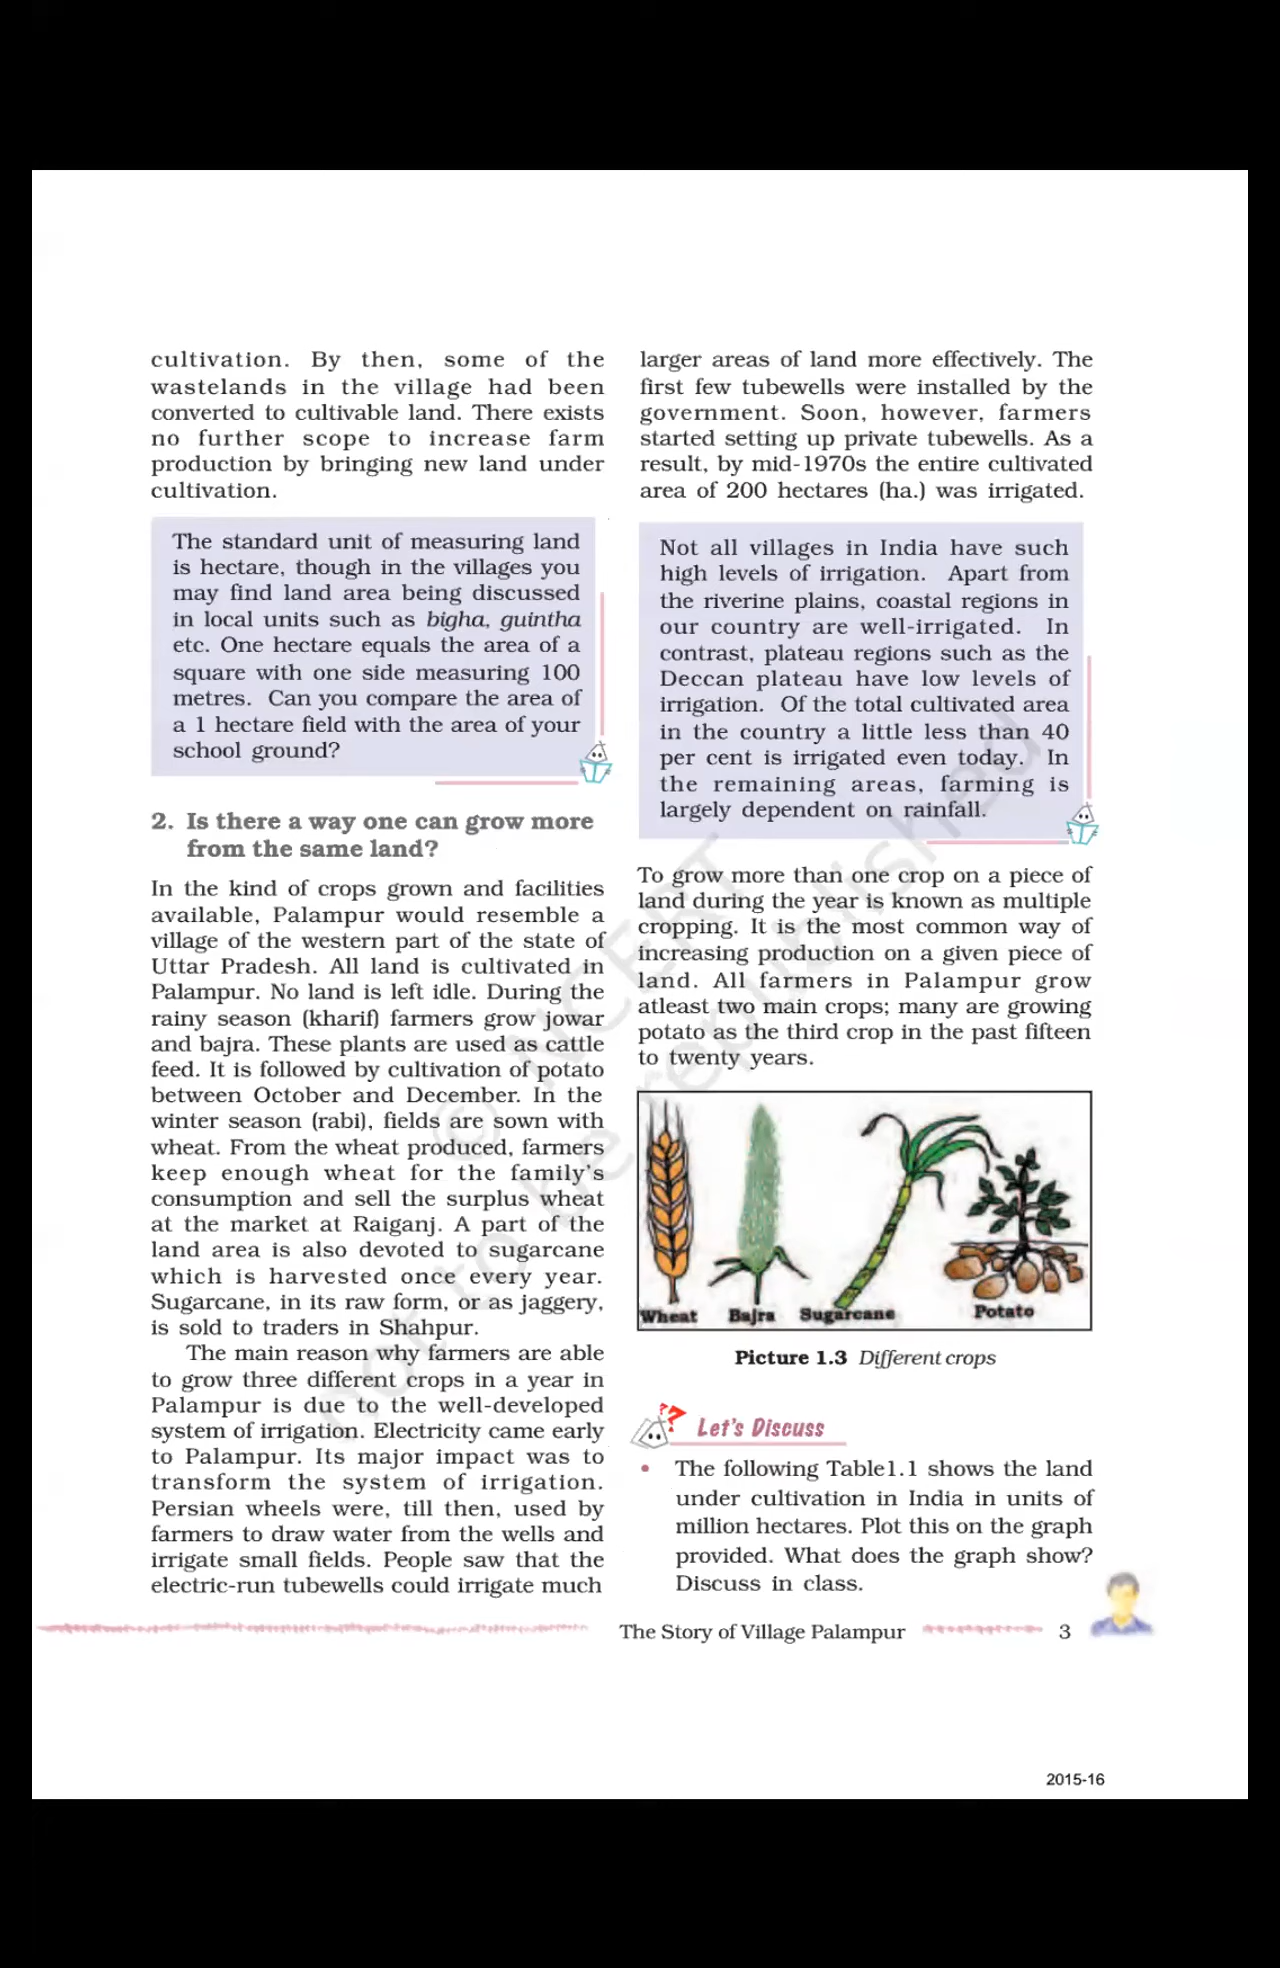 cultivation. By then, some of the
wastelands in the village had been
converted to cultivable land. There exists
no further scope to increase farm
production by bringing new land under
cultivation.
The standard unit of measuring land
is hectare, though in the villages you
may find land area being discussed
in local units such as bigha, guintha
etc. One hectare equals the area of a
square with one side measuring 100
metres. Can you compare the area of
a 1 hectare field with the area of your
school ground?
2. Is there a way one can grow more
from the same land?
In the kind of crops grown and facilities
available, Palampur would resemble a
village of the western part of the state of
Uttar Pradesh. All land is cultivated in
Palampur. No land is left idle. During the
rainy season (kharif) farmers grow jowar
and bajra. These plants are used as cattle
feed. It is followed by cultivation of potato
between October and December. In the
winter season (rabi), fields are sown with
wheat. From the wheat produced, farmers
keep enough wheat for the family's
consumption and sell the surplus wheat
at the market at Raiganj. A part of the
land area is also devoted to sugarcane
which is harvested once every year.
Sugarcane, in its raw form, or as jaggery,
is sold to traders in Shahpur.
The main reason why farmers are able
to grow three different crops in a year in
Palampur is due to the well-developed
system of irrigation. Electricity came early
to Palampur. Its major impact was to
transform the system of irrigation.
Persian wheels were, till then, used by
farmers to draw water from the wells and
irrigate small fields. People saw that the
electric-run tubewells could irrigate much
larger areas of land more effectively. The
first few tubewells were installed by the
government. Soon, however, farmers
started setting up private tubewells. As a
result, by mid-1970s the entire cultivated
area of 200 hectares (ha.) was irrigated.
Not all villages in India have such
high levels of irrigation. Apart from
the riverine plains, coastal regions in
our country are well-irrigated. In
contrast, plateau regions such as the
Deccan plateau have low levels of
irrigation. Of the total cultivated area
in the country a little less than 40
per cent is irrigated even today. In
the remaining areas, farming is
largely dependent on rainfall.
To grow more than one crop on a piece of
land during the year is known as multiple
cropping. It is the most common way of
increasing production on a given piece of
land. All farmers in Palampur grow
atleast two main crops; many are growing
potato as the third crop in the past fifteen
to twenty years.
Wheat Bajra Sugarcane Potato
Picture 1.3 Different crops
?? Let's Discuss
• The following Table1.1 shows the land
under cultivation in India in units of
million hectares. Plot this on the graph
provided. What does the graph show?
Discuss in class.
The Story of Village Palampur 3
2015-16
© NCERT
not to be republished